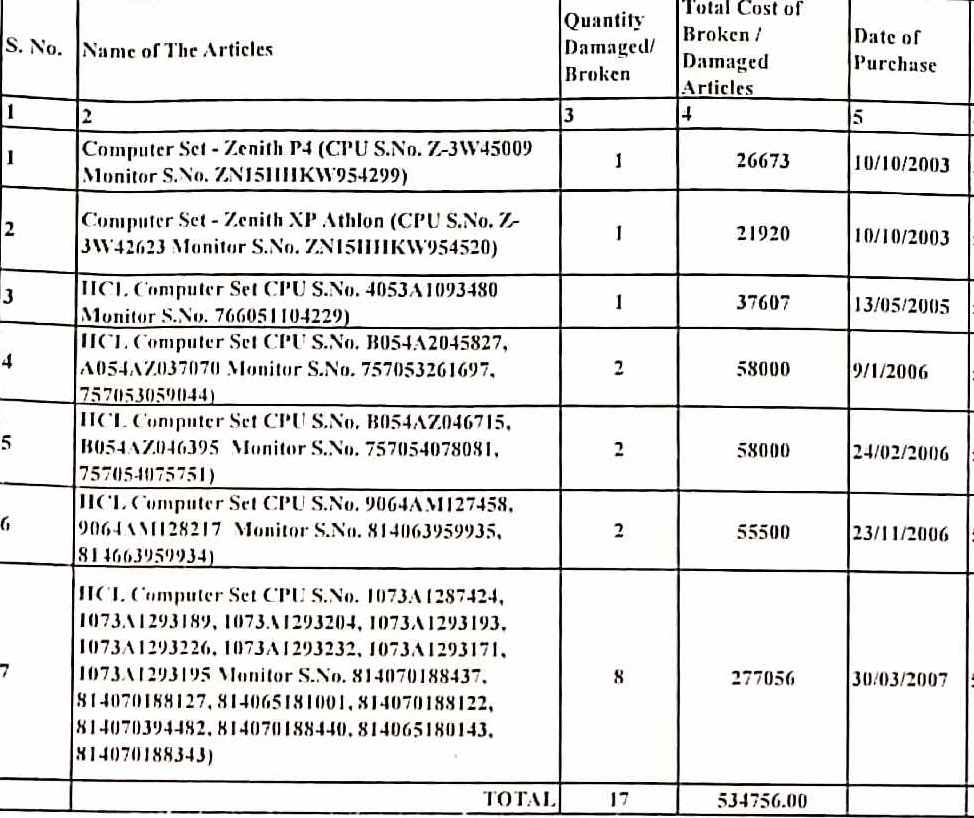 S. No. Name of The Articles Quantity Damaged/ Broken Total Cost of Broken / Damaged Articles Date of Purchase
1 2 3 4 5
1 Computer Set - Zenith P4 (CPU S.No. Z-3W45009 1 26673 10/10/2003
Monitor S.No. ZN15HHKW954299)
2 Computer Set - Zenith XP Athlon (CPU S.No. Z- 1 21920 10/10/2003
3W42623 Monitor S.No. ZN15HHKW954520)
3 HCL Computer Set CPU S.No. 4053A1093480 1 37607 13/05/2005
Monitor S.No. 766051104229)
4 HCL Computer Set CPU S.No. B054A2045827, 2 58000 9/1/2006
A054AZ037070 Monitor S.No. 757053261697,
757053059044)
5 HCL Computer Set CPU S.No. B054AZ046715, 2 58000 24/02/2006
B054AZ046395 Monitor S.No. 757054078081,
757054075751)
6 HCL Computer Set CPU S.No. 9064AM127458, 2 55500 23/11/2006
9064AM128217 Monitor S.No. 814063959935,
814663959934)
7 HCL Computer Set CPU S.No. 1073A1287424, 8 277056 30/03/2007
1073A1293189, 1073A1293204, 1073A1293193,
1073A1293226, 1073A1293232, 1073A1293171,
1073A1293195 Monitor S.No. 814070188437,
814070188127, 814065181001, 814070188122,
814070394482, 814070188440, 814065180143,
814070188343)
TOTAL 17 534756.00